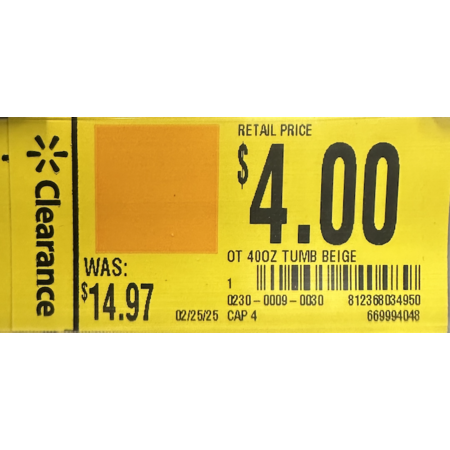 Clearance
RETAIL PRICE
$4.00
OT 40OZ TUMB BEIGE
WAS:
$14.97
1
0230-0009-0030 812368034950
02/25/25 CAP 4 669994048